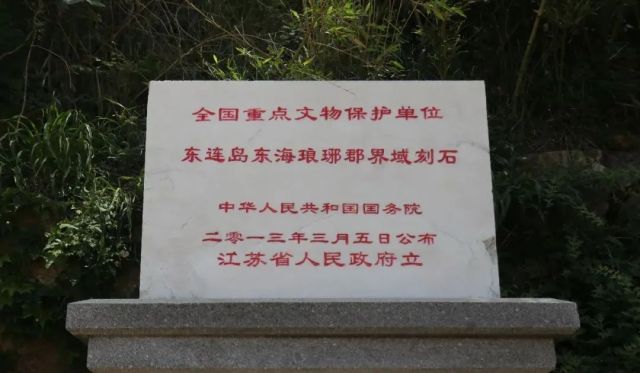 全国重点文物保护单位
东连岛东海琅琊郡界域刻石
中华人民共和国国务院
二零一三年三月五日公布
江苏省人民政府立